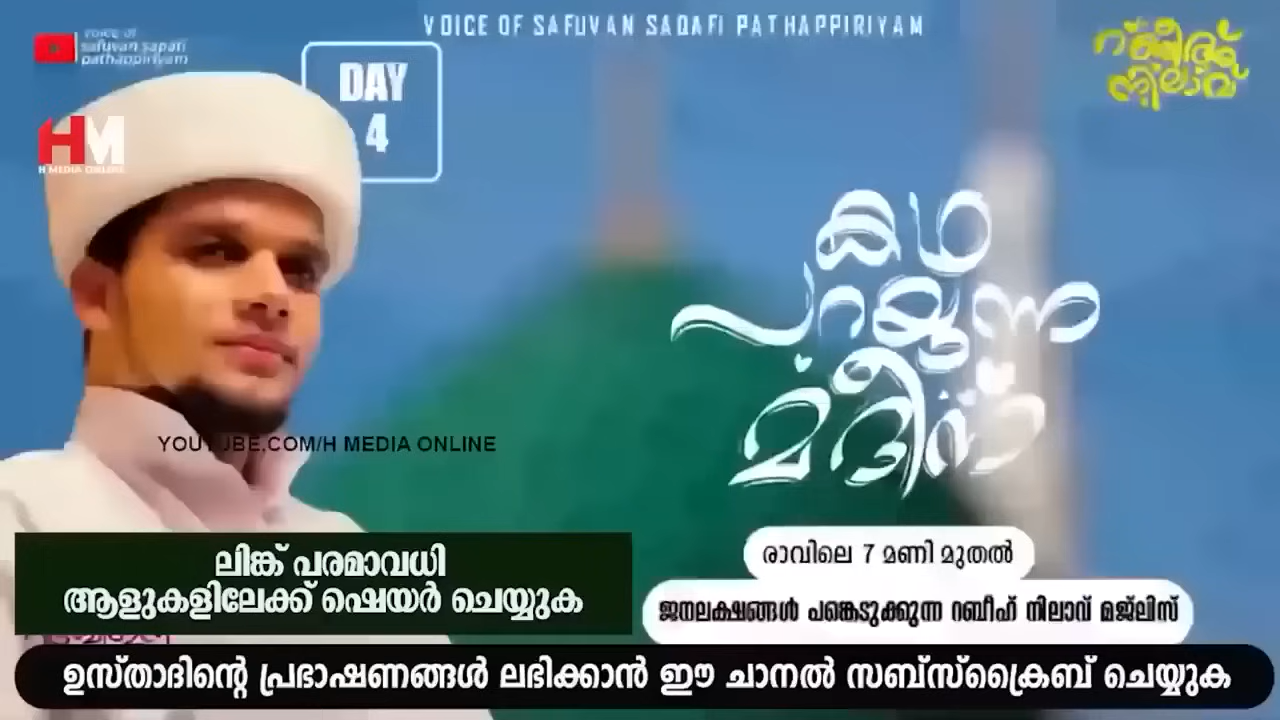 VOICE OF SAFUVAN SAQAFI PATHAPPIRIYAM
voice of
safuvan saqafi
pathappiriyam
റബീഅ്
നിലാവ്
DAY
4
HM
H MEDIA ONLINE
കഥ
പറയുന്ന
മദീന
YOUTUBE.COM/H MEDIA ONLINE
ലിങ്ക് പരമാവധി
ആളുകളിലേക്ക് ഷെയർ ചെയ്യുക
രാവിലെ 7 മണി മുതൽ
ജനലക്ഷങ്ങൾ പങ്കെടുക്കുന്ന റബീഹ് നിലാവ് മജ്ലിസ്
ഉസ്താദിന്റെ പ്രഭാഷണങ്ങൾ ലഭിക്കാൻ ഈ ചാനൽ സബ്സ്ക്രൈബ് ചെയ്യുക